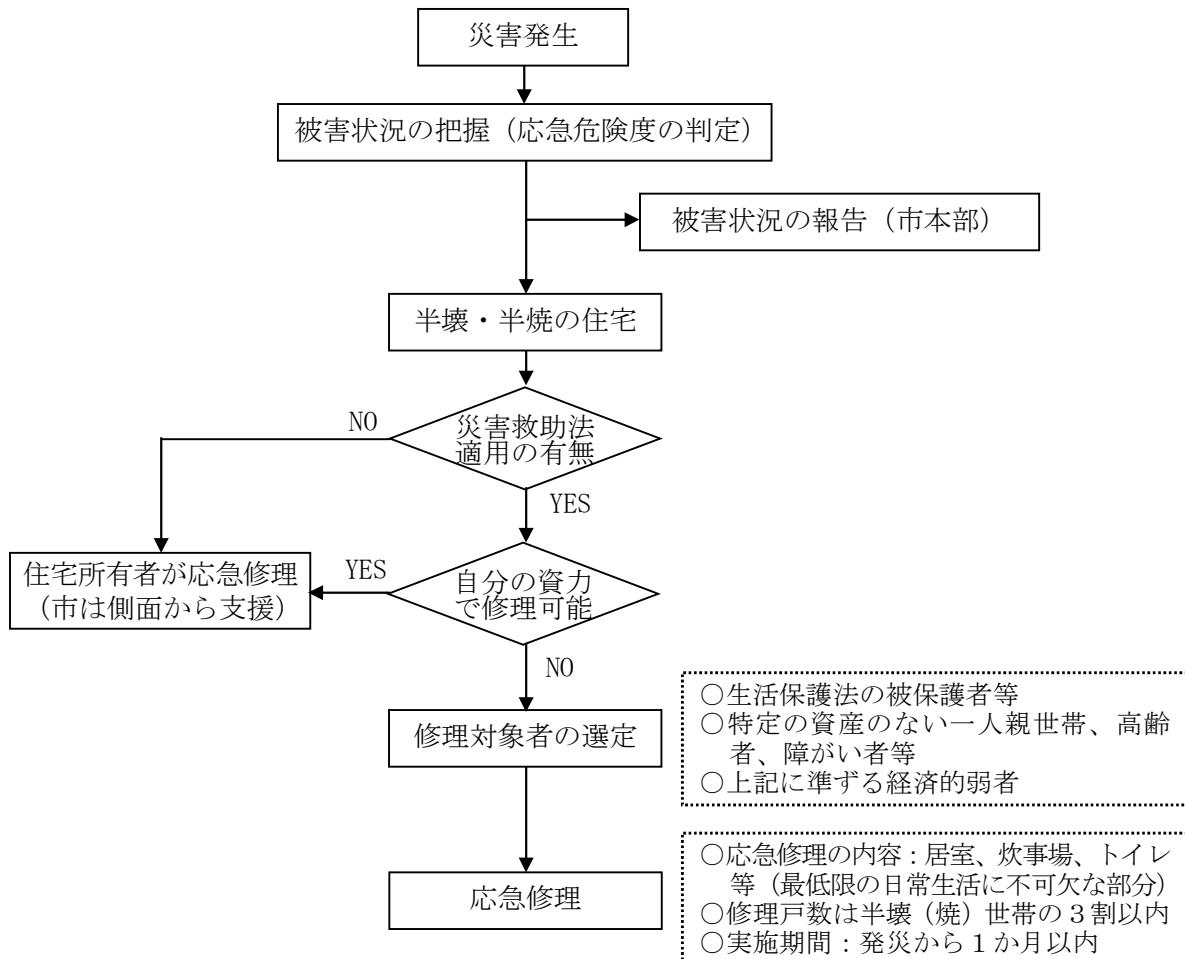 災害発生
被害状況の把握（応急危険度の判定）
被害状況の報告（市本部）
半壊・半焼の住宅
災害救助法
適用の有無
NO
YES
住宅所有者が応急修理
（市は側面から支援）
YES
自分の資力
で修理可能
NO
修理対象者の選定
○生活保護法の被保護者等
○特定の資産のない一人親世帯、高齢
者、障がい者等
○上記に準ずる経済的弱者
応急修理
○応急修理の内容：居室、炊事場、トイレ
等（最低限の日常生活に不可欠な部分）
○修理戸数は半壊（焼）世帯の３割以内
○実施期間：発災から１か月以内